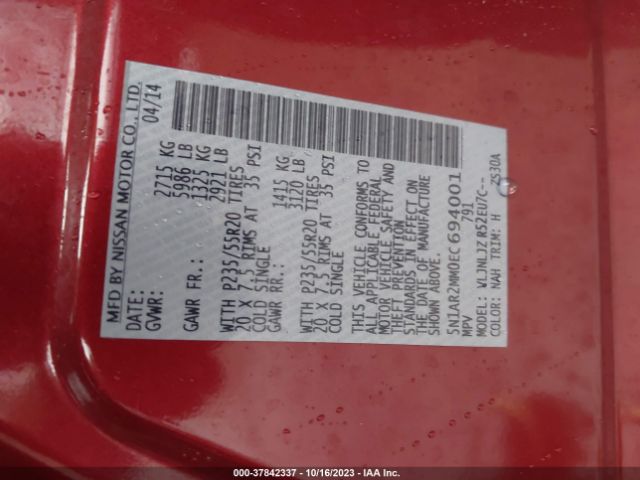 MFD BY NISSAN MOTOR CO., LTD.
DATE: 04/14
GVWR: 2715 KG
5986 LB
GAWR FR.: 1325 KG
2921 LB
WITH P235/55R20 TIRES
20 X 7.5 RIMS AT 35 PSI
COLD SINGLE
GAWR RR.: 1415 KG
3120 LB
WITH P235/55R20 TIRES
20 X 7.5 RIMS AT 35 PSI
COLD SINGLE
THIS VEHICLE CONFORMS TO
ALL APPLICABLE FEDERAL
MOTOR VEHICLE SAFETY AND
THEFT PREVENTION
STANDARDS IN EFFECT ON
THE DATE OF MANUFACTURE
SHOWN ABOVE.
5N1AR2MM0EC694001
MPV 791
MODEL: WLJNLJZ R52EU7C--
COLOR: NAH TRIM: H 2S30A
000-37842337 | 10/16/2023 | IAA Inc.